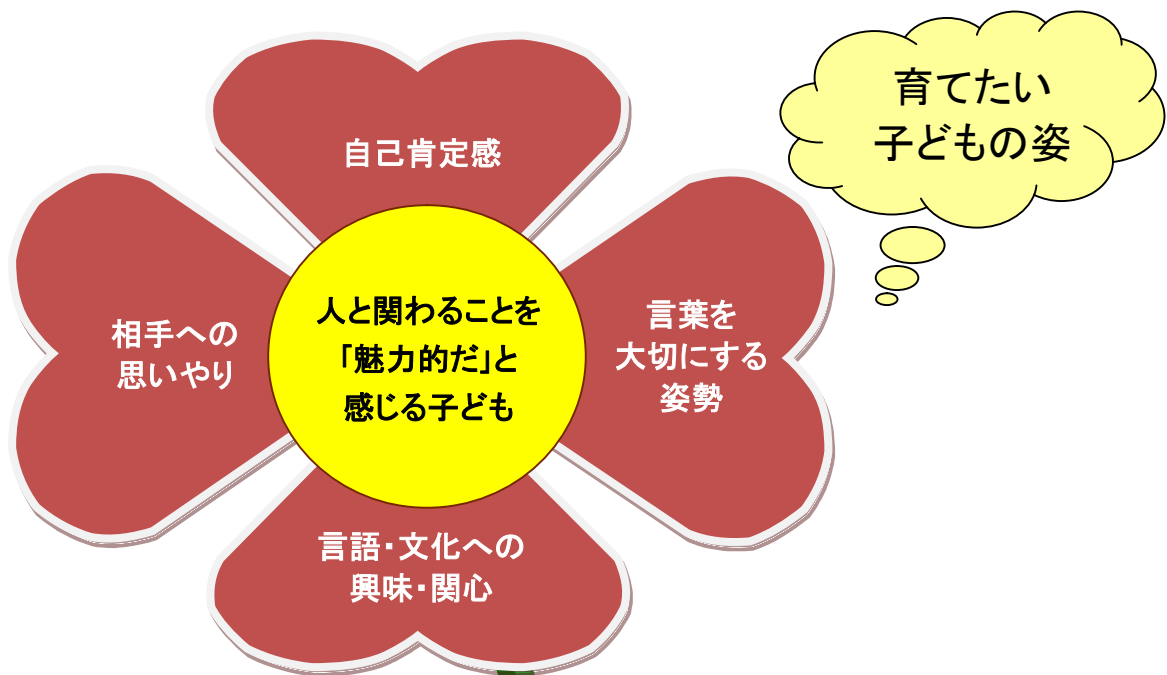 育てたい
子どもの姿
自己肯定感
人と関わることを
「魅力的だ」と
感じる子ども
相手への
思いやり
言葉を
大切にする
姿勢
言語・文化への
興味・関心